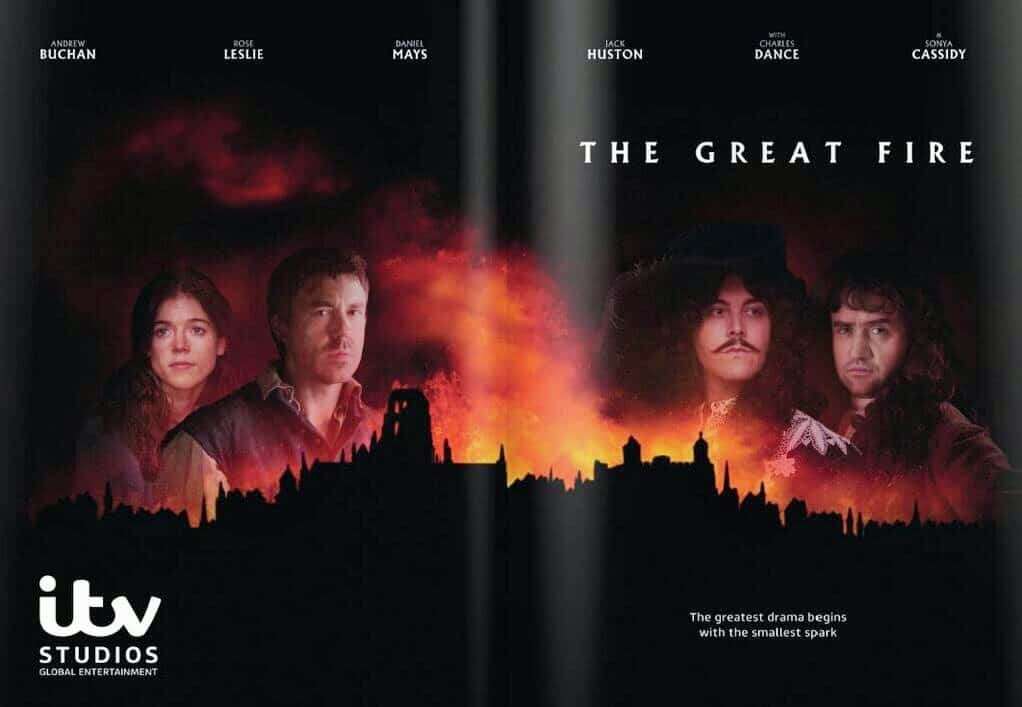 ANDREW
BUCHAN
ROSE
LESLIE
DANIEL
MAYS
JACK
HUSTON
WITH
CHARLES
DANCE
&
SONYA
CASSIDY
THE GREAT FIRE
itv
STUDIOS
GLOBAL ENTERTAINMENT
The greatest drama begins
with the smallest spark